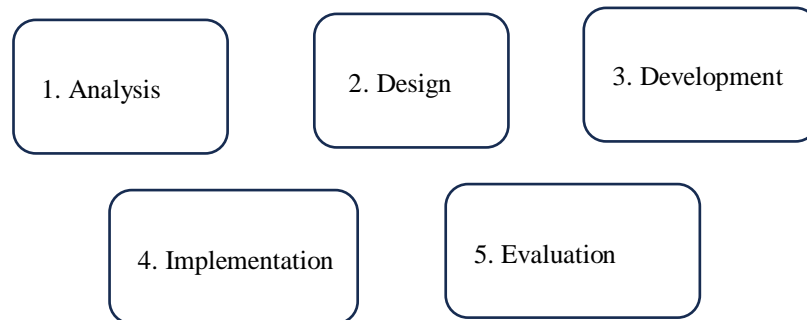 1. Analysis
2. Design
3. Development
4. Implementation
5. Evaluation